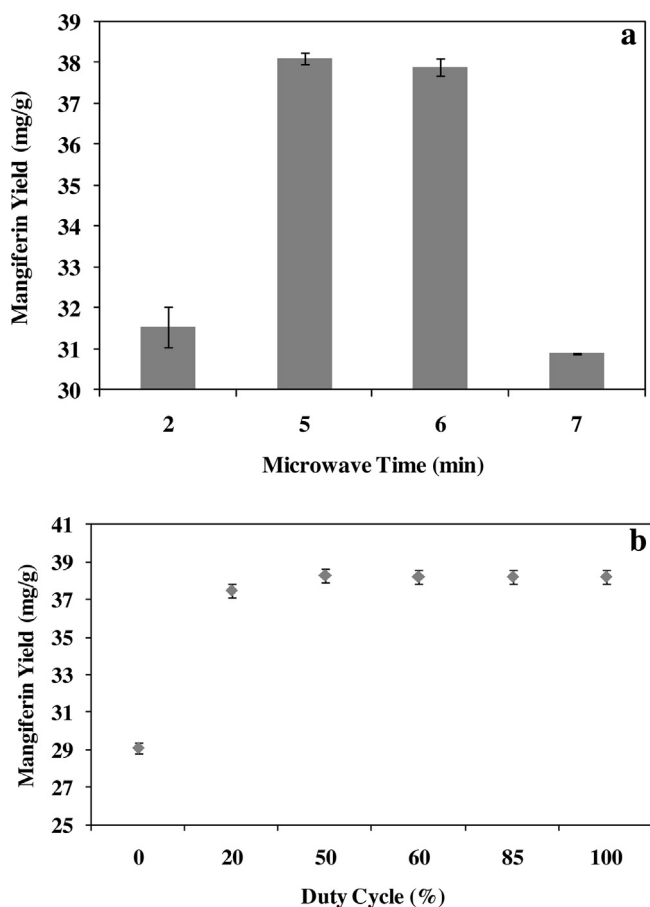 a
39
38
37
36
35
34
33
32
31
30
Mangiferin Yield (mg/g)
2 5 6 7
Microwave Time (min)
b
41
39
37
35
33
31
29
27
25
Mangiferin Yield (mg/g)
0 20 50 60 85 100
Duty Cycle (%)